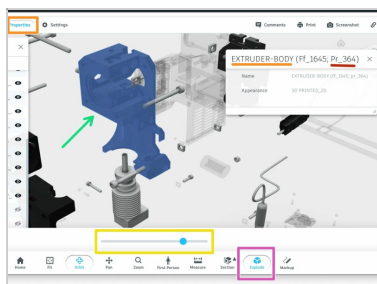 Properties
Settings
Comments
Print
Screenshot
EXTRUDER-BODY (Ff_1645; Pr_364)
Name
EXTRUDER-BODY (Ff_1645; pr_364)
Appearance
3D PRINTED_10
Home
Fit
Orbit
Pan
Zoom
First Person
Measure
Section
Explode
Markup